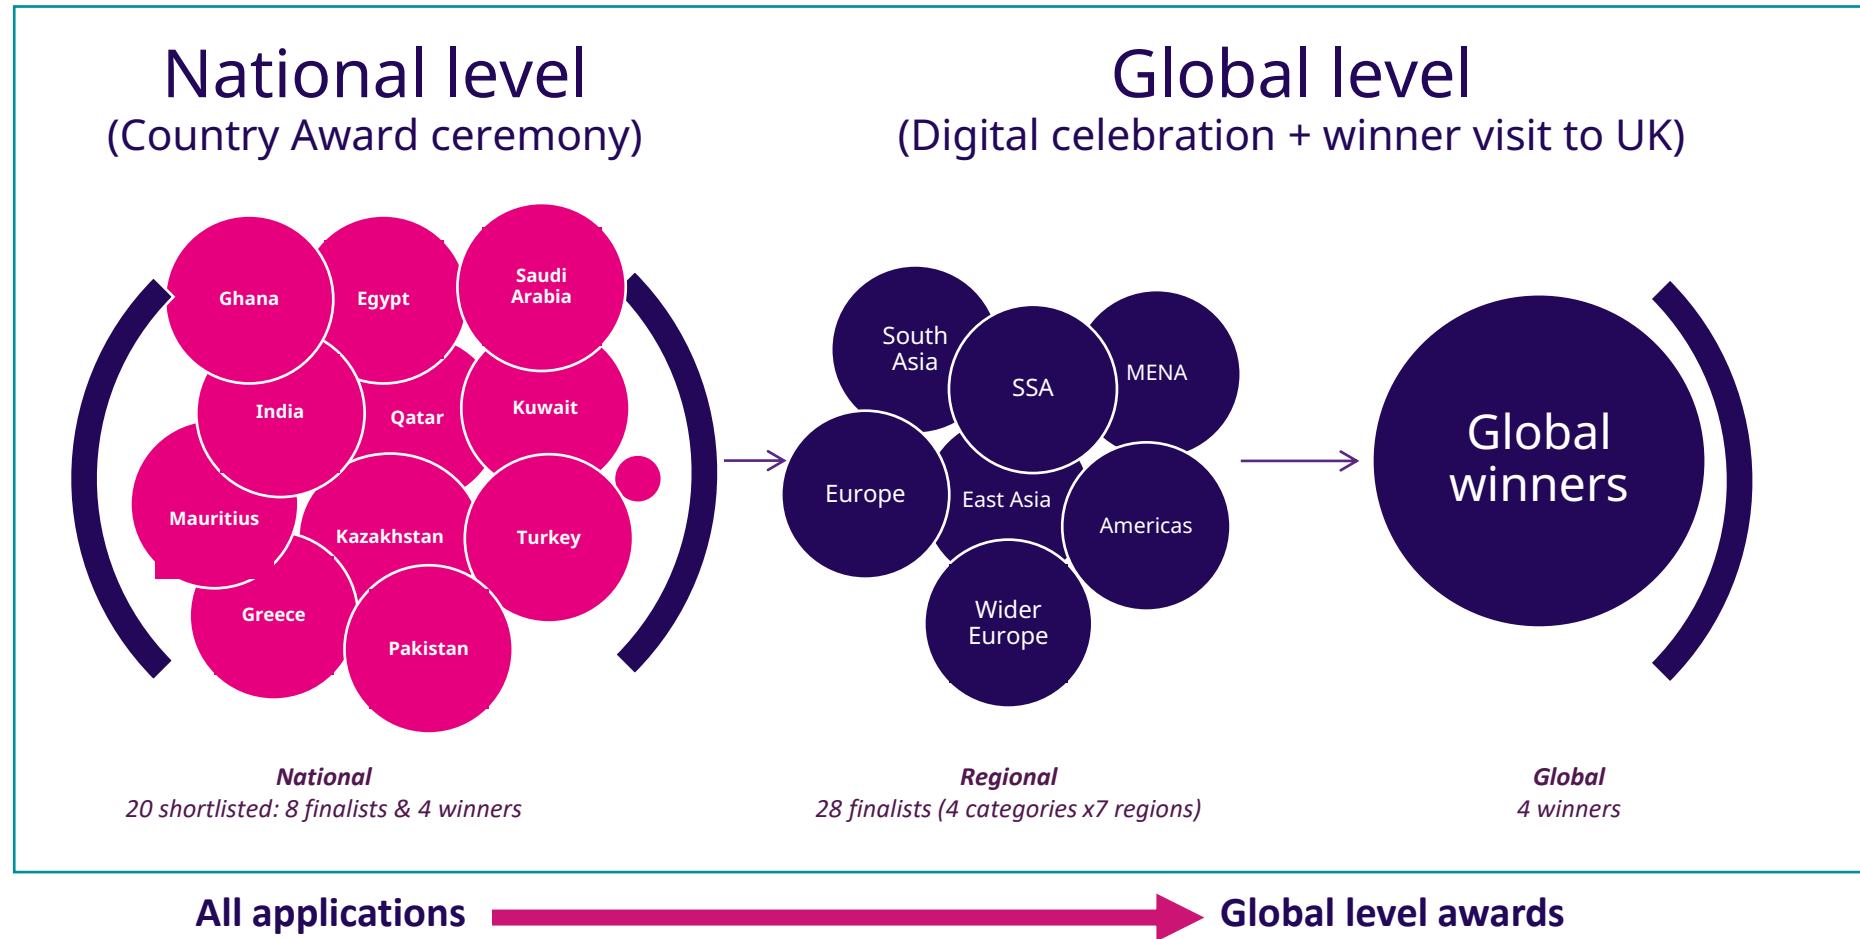 National level
(Country Award ceremony)
Global level
(Digital celebration + winner visit to UK)
Ghana
Egypt
Saudi
Arabia
India
Qatar
Kuwait
Mauritius
Kazakhstan
Turkey
Greece
Pakistan
South
Asia
SSA
MENA
Europe
East Asia
Americas
Wider
Europe
Global
winners
National
20 shortlisted: 8 finalists & 4 winners
Regional
28 finalists (4 categories x7 regions)
Global
4 winners
All applications
Global level awards